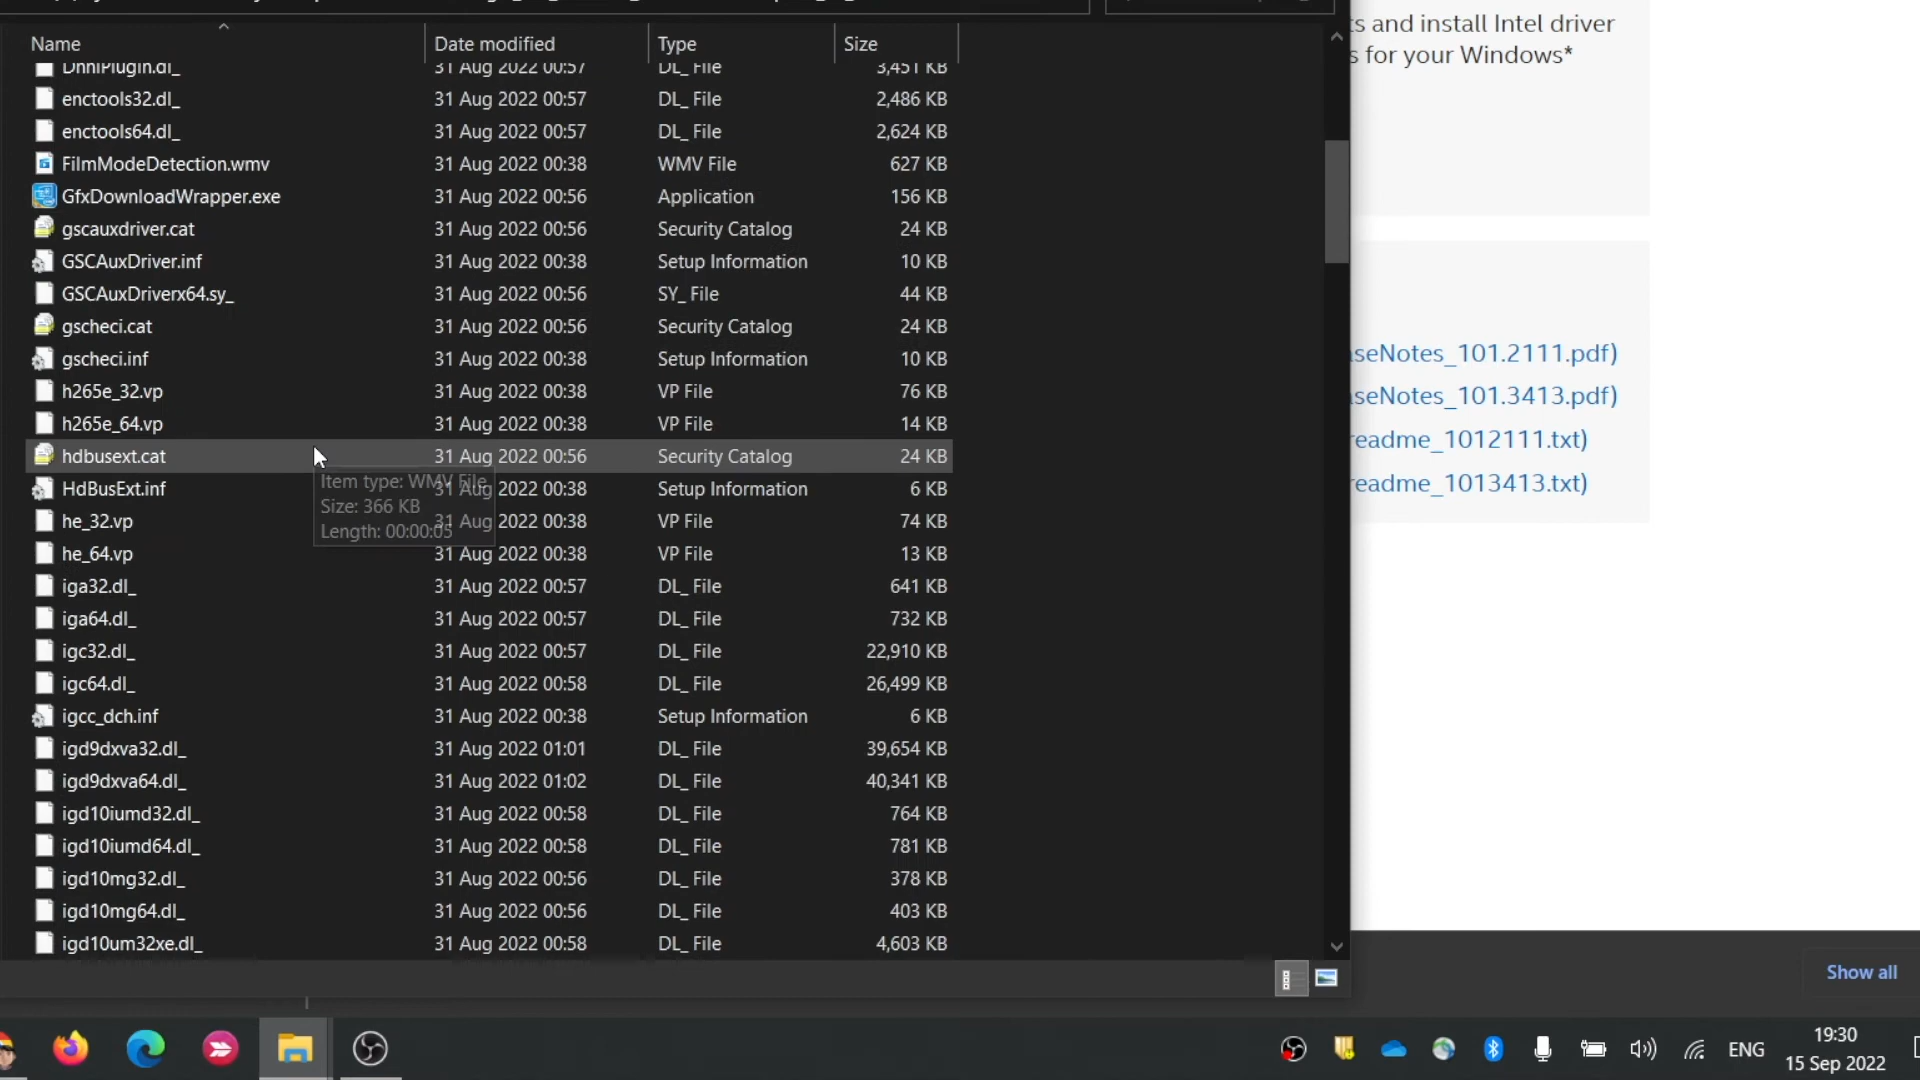 ts and install Intel driver
s for your Windows*
Name Date modified Type Size
DnnlPlugin.dl_ 31 Aug 2022 00:57 DL_ File 3,451 KB
enctools32.dl_ 31 Aug 2022 00:57 DL_ File 2,486 KB
enctools64.dl_ 31 Aug 2022 00:57 DL_ File 2,624 KB
FilmModeDetection.wmv 31 Aug 2022 00:38 WMV File 627 KB
GfxDownloadWrapper.exe 31 Aug 2022 00:56 Application 156 KB
gscauxdriver.cat 31 Aug 2022 00:56 Security Catalog 24 KB
GSCAuxDriver.inf 31 Aug 2022 00:38 Setup Information 10 KB
GSCAuxDriverx64.sy_ 31 Aug 2022 00:56 SY_ File 44 KB
gscheci.cat 31 Aug 2022 00:56 Security Catalog 24 KB
gscheci.inf 31 Aug 2022 00:38 Setup Information 10 KB
h265e_32.vp 31 Aug 2022 00:38 VP File 76 KB
h265e_64.vp 31 Aug 2022 00:38 VP File 14 KB
hdbusext.cat 31 Aug 2022 00:56 Security Catalog 24 KB
HdBusExt.inf 31 Aug 2022 00:38 Setup Information 6 KB
he_32.vp 31 Aug 2022 00:38 VP File 74 KB
he_64.vp 31 Aug 2022 00:38 VP File 13 KB
iga32.dl_ 31 Aug 2022 00:57 DL_ File 641 KB
iga64.dl_ 31 Aug 2022 00:57 DL_ File 732 KB
igc32.dl_ 31 Aug 2022 00:57 DL_ File 22,910 KB
igc64.dl_ 31 Aug 2022 00:58 DL_ File 26,499 KB
igcc_dch.inf 31 Aug 2022 00:38 Setup Information 6 KB
igd9dxva32.dl_ 31 Aug 2022 01:01 DL_ File 39,654 KB
igd9dxva64.dl_ 31 Aug 2022 01:02 DL_ File 40,341 KB
igd10iumd32.dl_ 31 Aug 2022 00:58 DL_ File 764 KB
igd10iumd64.dl_ 31 Aug 2022 00:58 DL_ File 781 KB
igd10mg32.dl_ 31 Aug 2022 00:56 DL_ File 378 KB
igd10mg64.dl_ 31 Aug 2022 00:56 DL_ File 403 KB
igd10um32xe.dl_ 31 Aug 2022 00:58 DL_ File 4,603 KB
Item type: WMV File
Size: 366 KB
Length: 00:00:05
aseNotes_101.2111.pdf)
aseNotes_101.3413.pdf)
readme_1012111.txt)
readme_1013413.txt)
Show all
ENG
19:30
15 Sep 2022